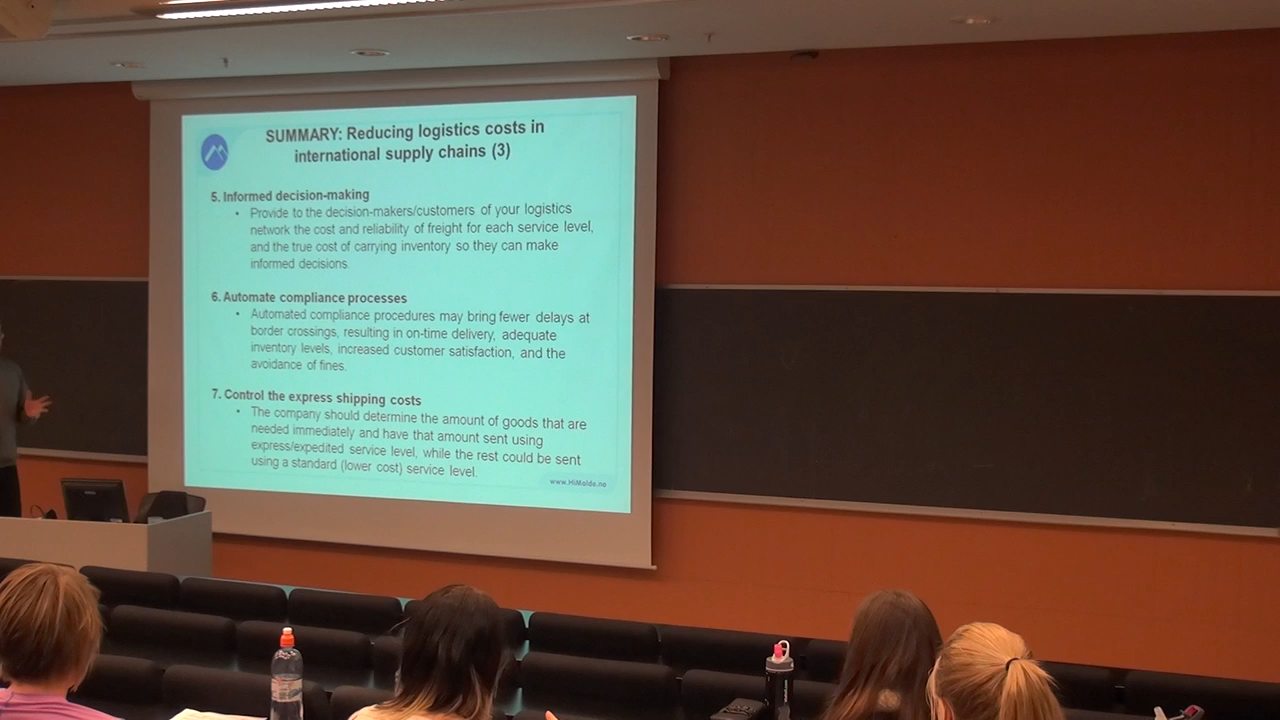 SUMMARY: Reducing logistics costs in
international supply chains (3)
5. Informed decision-making
• Provide to the decision-makers/customers of your logistics
network the cost and reliability of freight for each service level,
and the true cost of carrying inventory so they can make
informed decisions.
6. Automate compliance processes
• Automated compliance procedures may bring fewer delays at
border crossings, resulting in on-time delivery, adequate
inventory levels, increased customer satisfaction, and the
avoidance of fines.
7. Control the express shipping costs
• The company should determine the amount of goods that are
needed immediately and have that amount sent using
express/expedited service level, while the rest could be sent
using a standard (lower cost) service level.
www.HiMolde.no